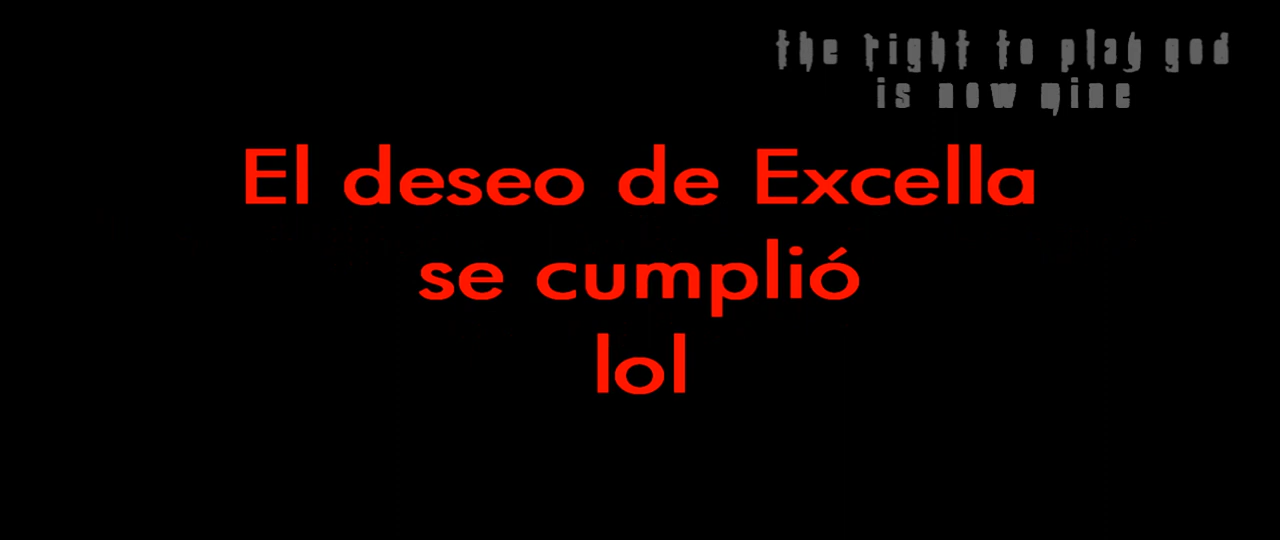 the right to play god
is now mine
El deseo de Excella
se cumplió
lol